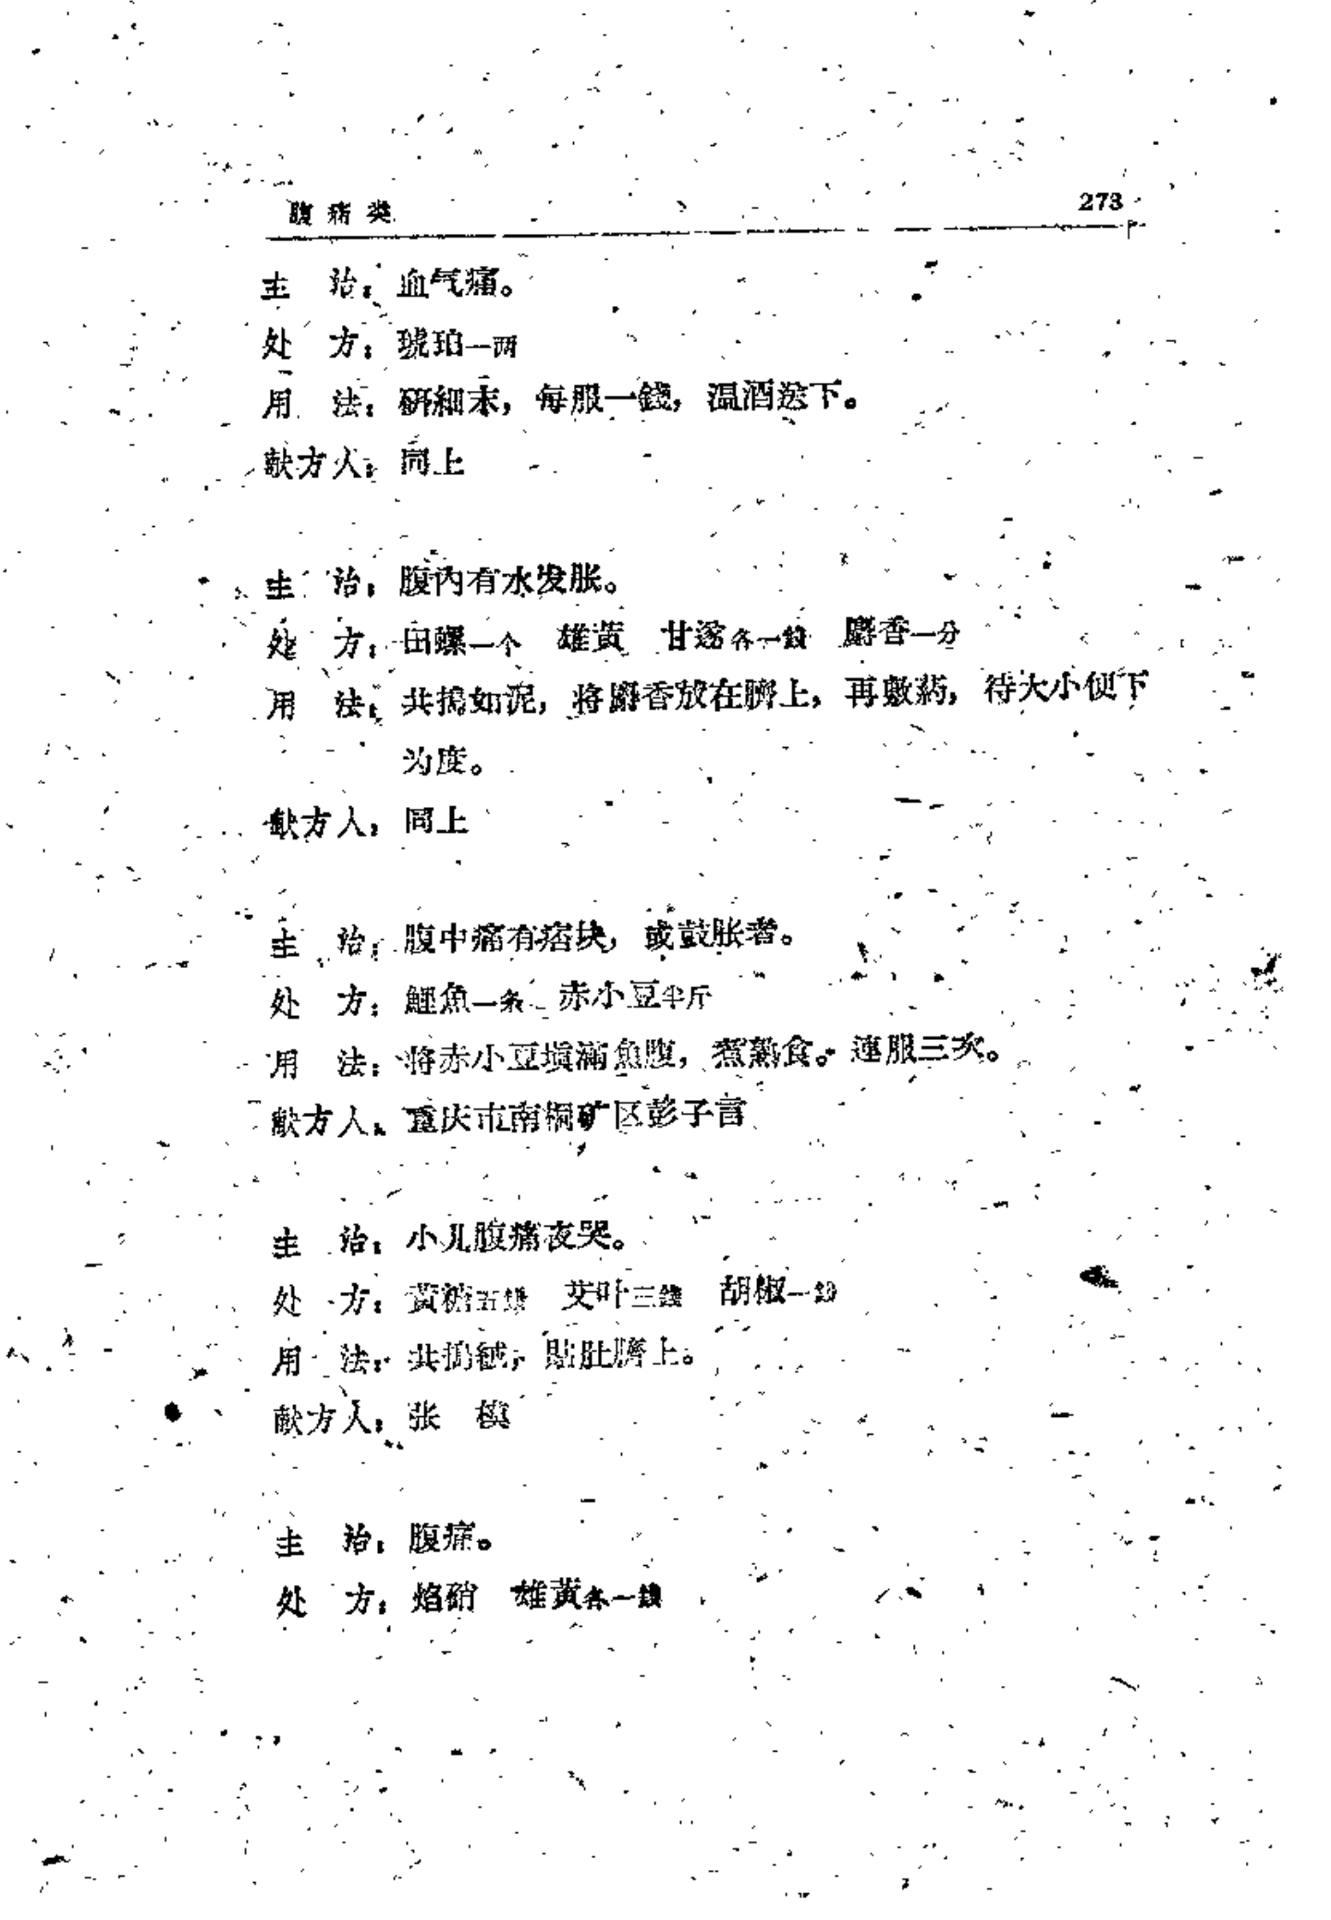 腹痛类 273
主 治：血气痛。
处 方：琥珀一两
用 法：研細末，每服一錢，温酒送下。
献方人：同上
主 治：腹內有水发胀。
处 方：田螺一个 雄黃 甘遂各一錢 麝香一分
用 法：共搗如泥，将麝香放在臍上，再敷葯，待大小便下
为度。
献方人：同上
主 治：腹中痛有痞块，或鼓胀者。
处 方：鯉魚一条 赤小豆半斤
用 法：将赤小豆填滿魚腹，煮熟食。連服三次。
献方人：重庆市南桐矿区彭子言
主 治：小儿腹痛夜哭。
处 方：黃糖五錢 艾叶三錢 胡椒一錢
用 法：共搗絨，貼肚臍上。
献方人：张
主 治：腹痛。
处 方：焰硝 雄黃各一錢